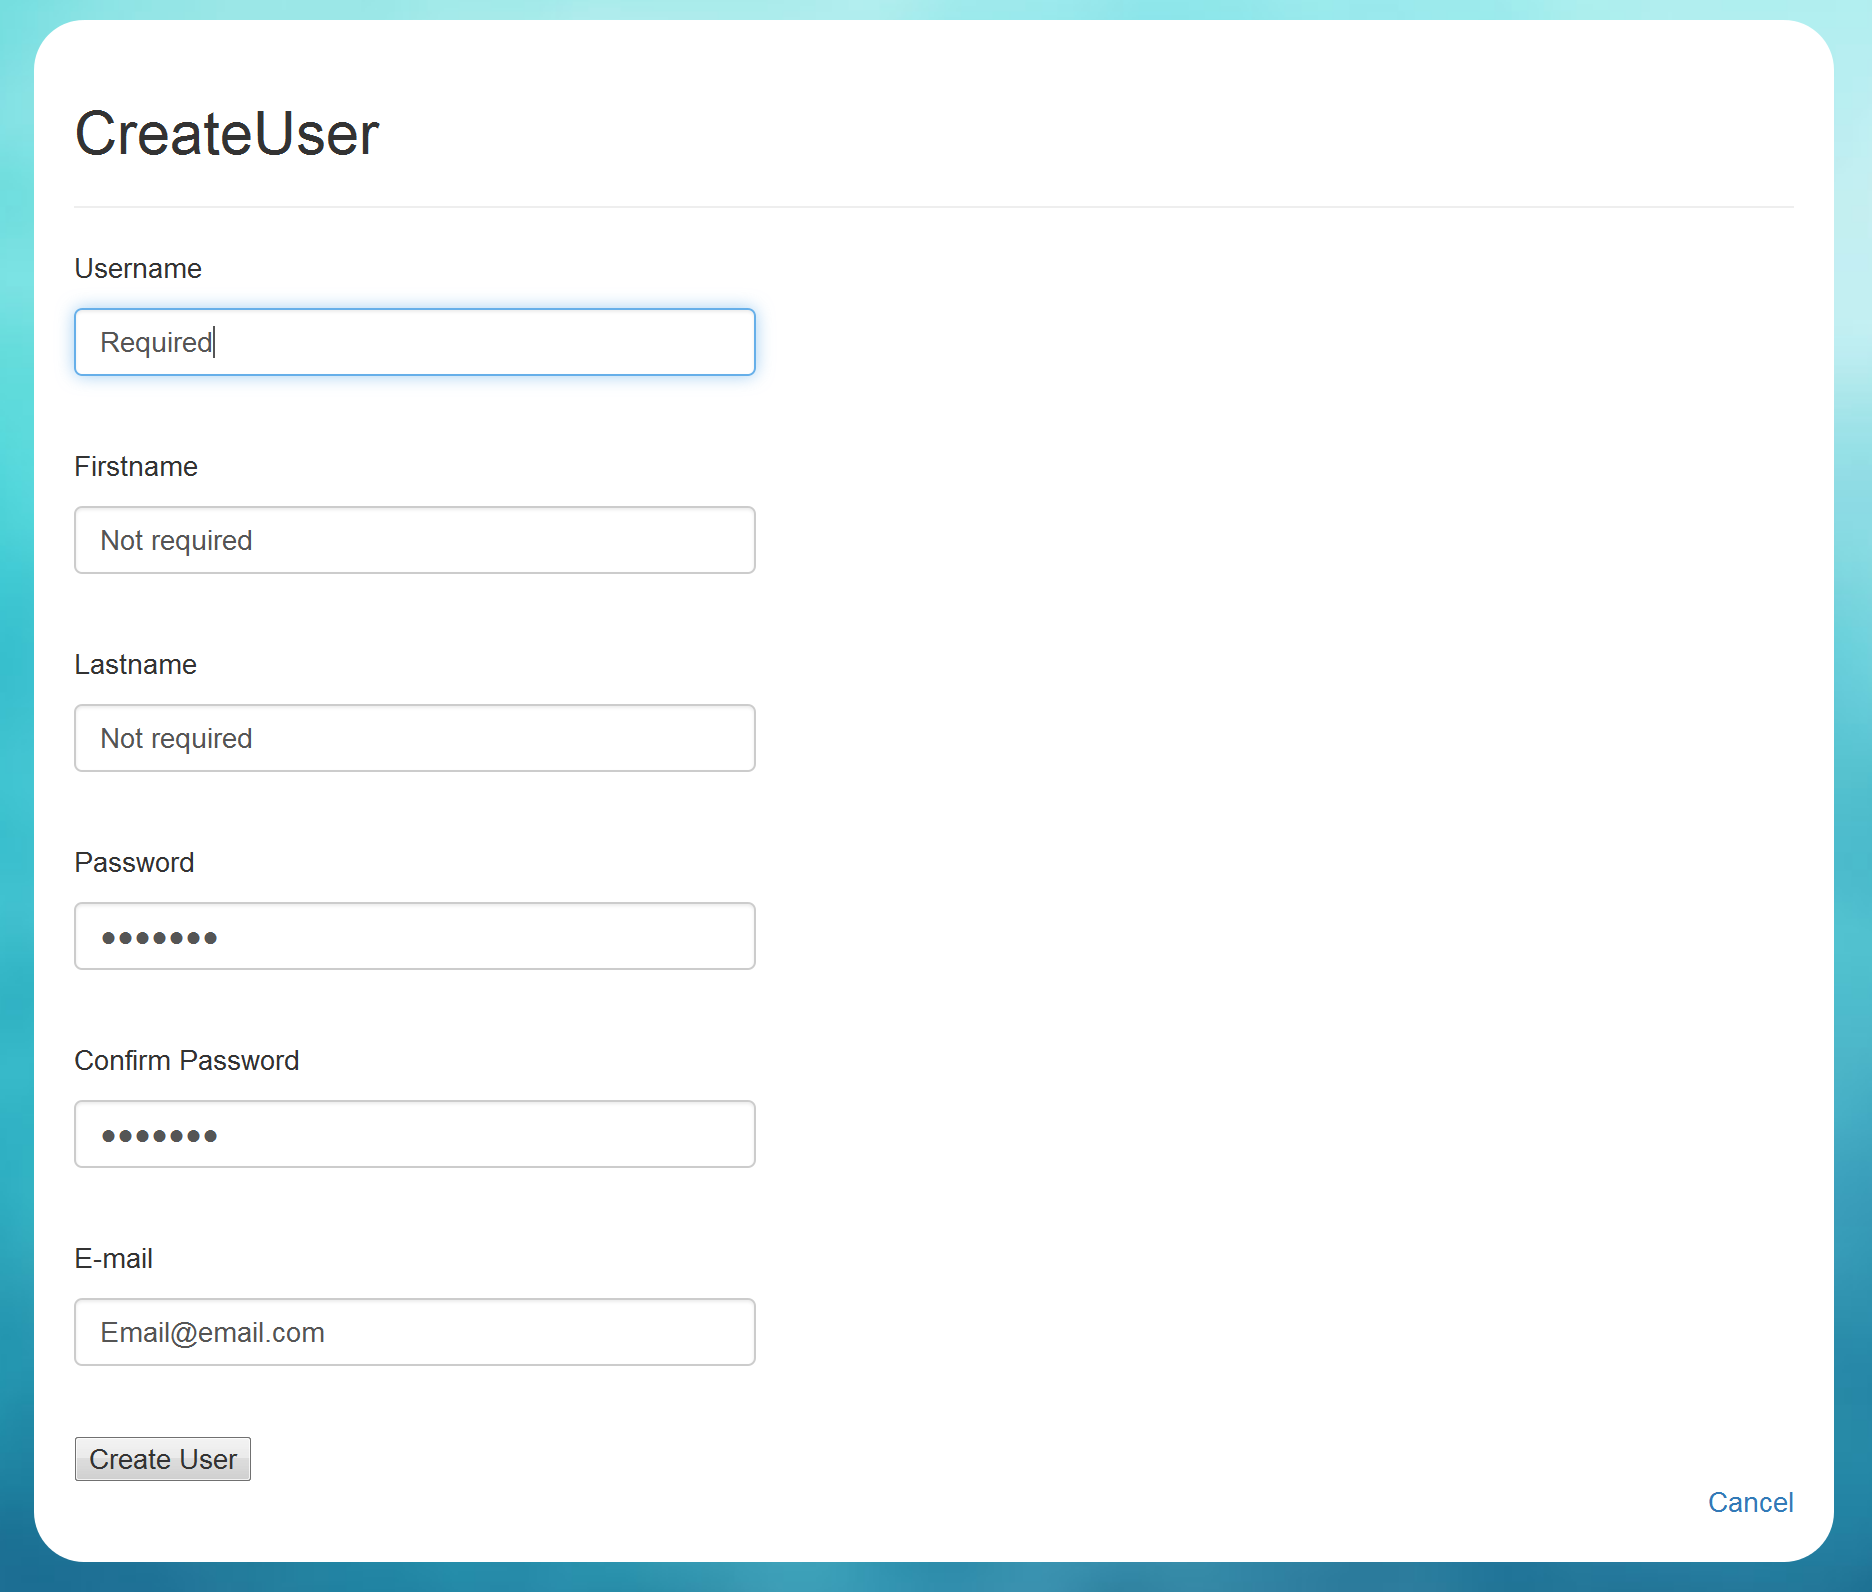 CreateUser
Username
Required
Firstname
Not required
Lastname
Not required
Password
●●●●●●●
Confirm Password
●●●●●●●
E-mail
Email@email.com
Create User
Cancel